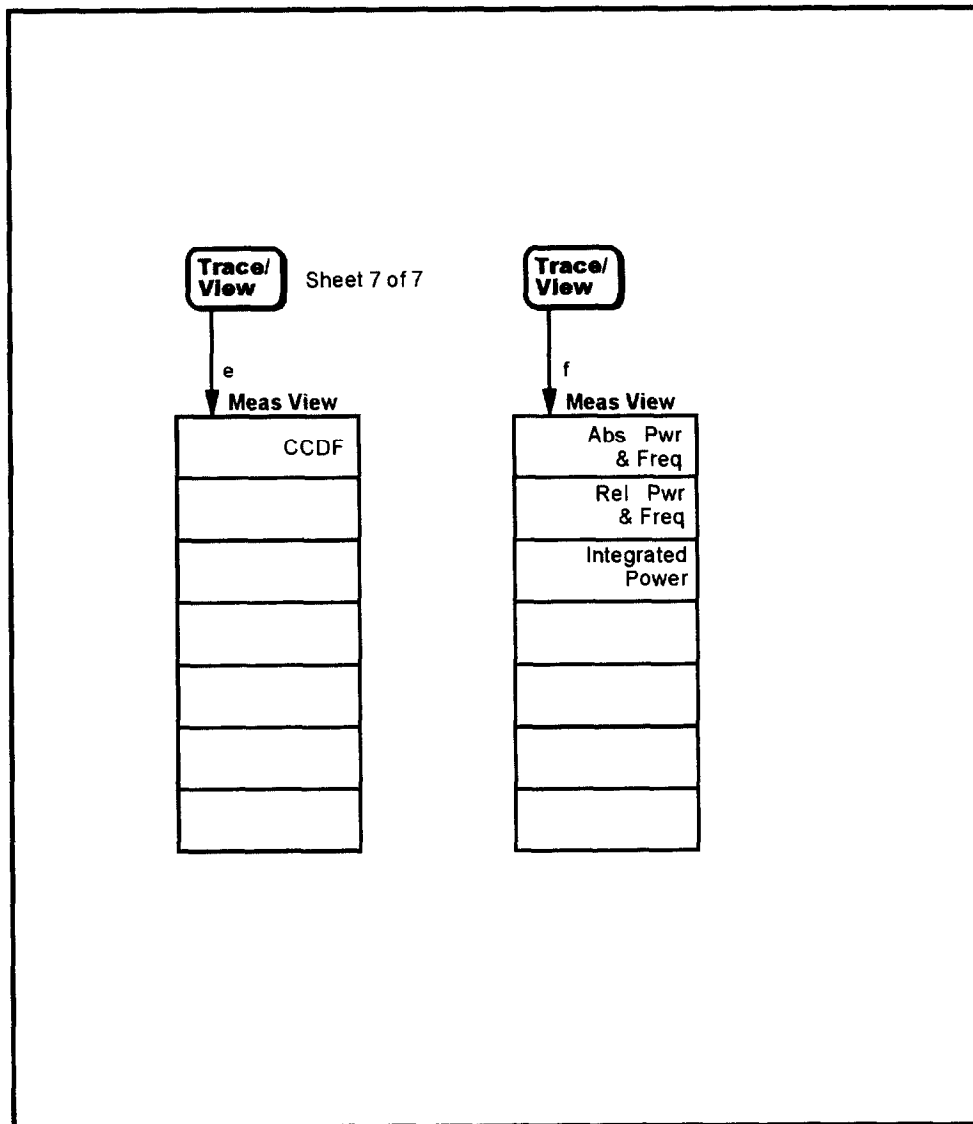 Trace/
View
Sheet 7 of 7
e
Meas View
CCDF
Trace/
View
f
Meas View
Abs Pwr
& Freq
Rel Pwr
& Freq
Integrated
Power